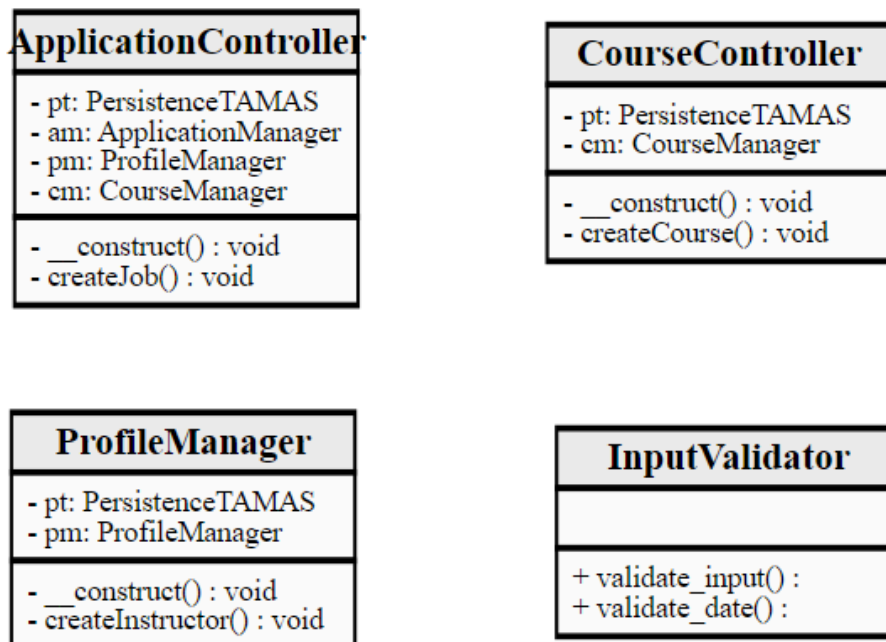 ApplicationController
- pt: PersistenceTAMAS
- am: ApplicationManager
- pm: ProfileManager
- cm: CourseManager
- __construct() : void
- createJob() : void
CourseController
- pt: PersistenceTAMAS
- cm: CourseManager
- __construct() : void
- createCourse() : void
ProfileManager
- pt: PersistenceTAMAS
- pm: ProfileManager
- __construct() : void
- createInstructor() : void
InputValidator
+ validate_input() :
+ validate_date() :